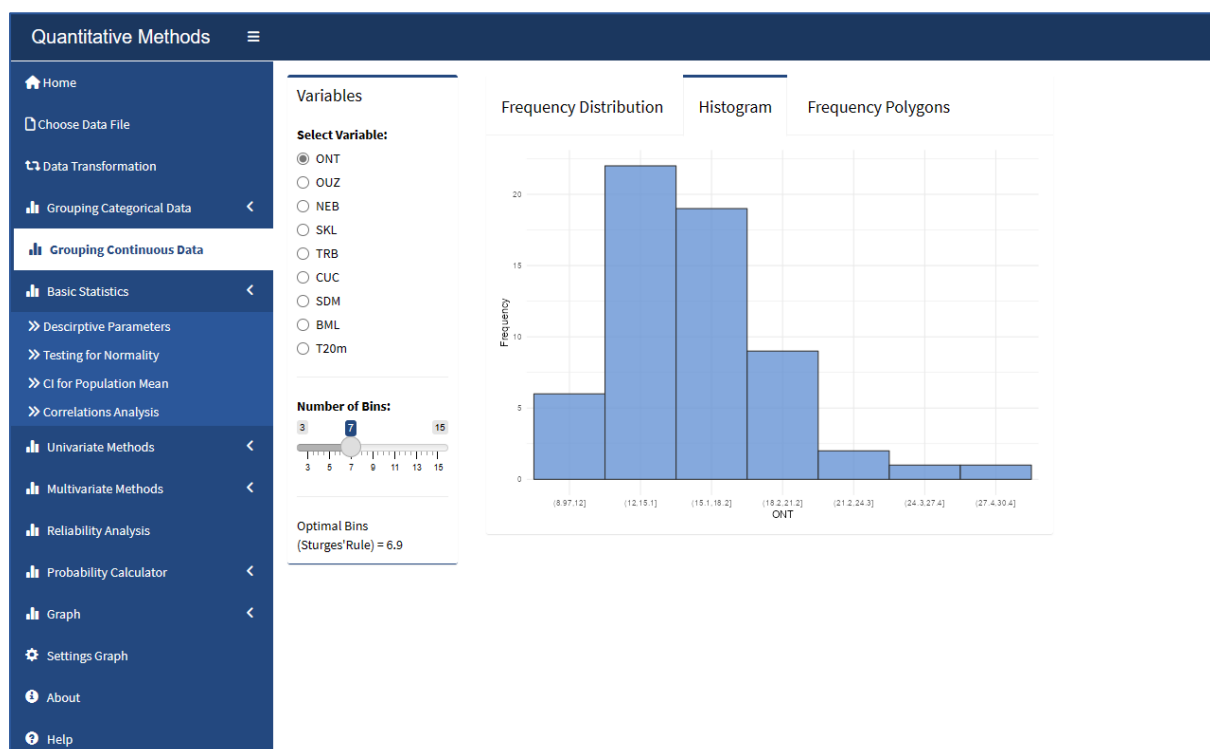 Quantitative Methods
Home
Choose Data File
Data Transformation
Grouping Categorical Data
Grouping Continuous Data
Basic Statistics
Descirptive Parameters
Testing for Normality
CI for Population Mean
Correlations Analysis
Univariate Methods
Multivariate Methods
Reliability Analysis
Probability Calculator
Graph
Settings Graph
About
Help
Variables
Select Variable:
ONT
OUZ
NEB
SKL
TRB
CUC
SDM
BML
T20m
Number of Bins:
3 7 15
3 5 7 9 11 13 15
Optimal Bins
(Sturges'Rule) = 6.9
Frequency Distribution Histogram Frequency Polygons
20
15
10
5
0
Frequency
(8.97,12] (12,15.1] (15.1,18.2] (18.2,21.2] (21.2,24.3] (24.3,27.4] (27.4,30.4]
ONT